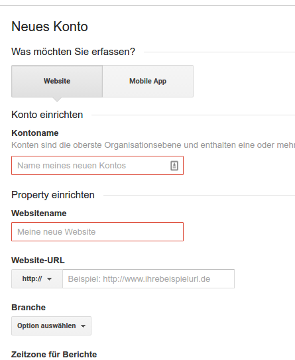 Neues Konto
Was möchten Sie erfassen?
Website Mobile App
Konto einrichten
Kontoname
Konten sind die oberste Organisationsebene und enthalten eine oder
Name meines neuen Kontos
Property einrichten
Websitename
Meine neue Website
Website-URL
http:// Beispiel: http://www.ihrebeispielurl.de
Branche
Option auswählen
Zeitzone für Berichte